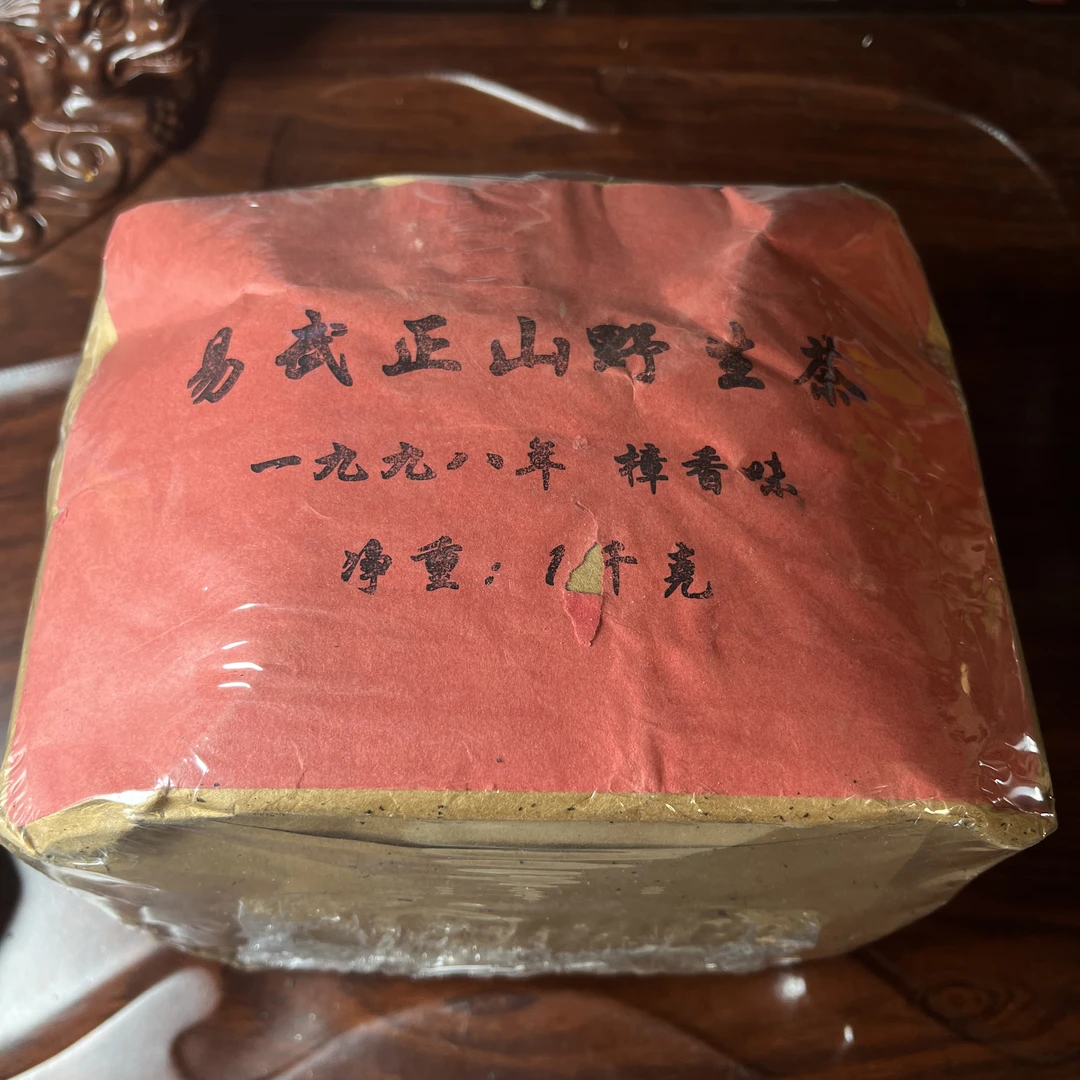 易武正山野生茶
一九九八年 樟香味
净重：1千克